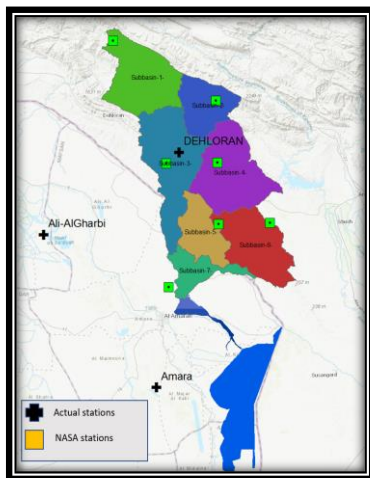 Subbasin-1-
Subbasin-2-
DEHLORAN
Subbasin-3-
Subbasin-4-
Ali-AlGharbi
Subbasin-5-
Subbasin-6-
Subbasin-7-
Amara
Actual stations
NASA stations